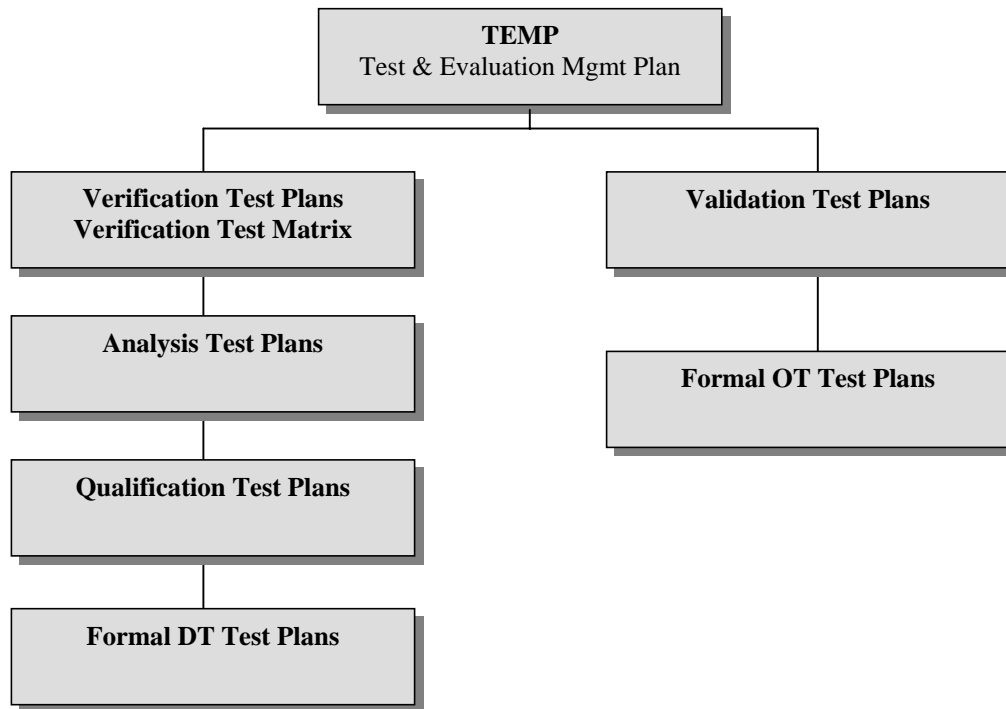 TEMP
Test & Evaluation Mgmt Plan
Verification Test Plans
Verification Test Matrix
Validation Test Plans
Analysis Test Plans
Formal OT Test Plans
Qualification Test Plans
Formal DT Test Plans